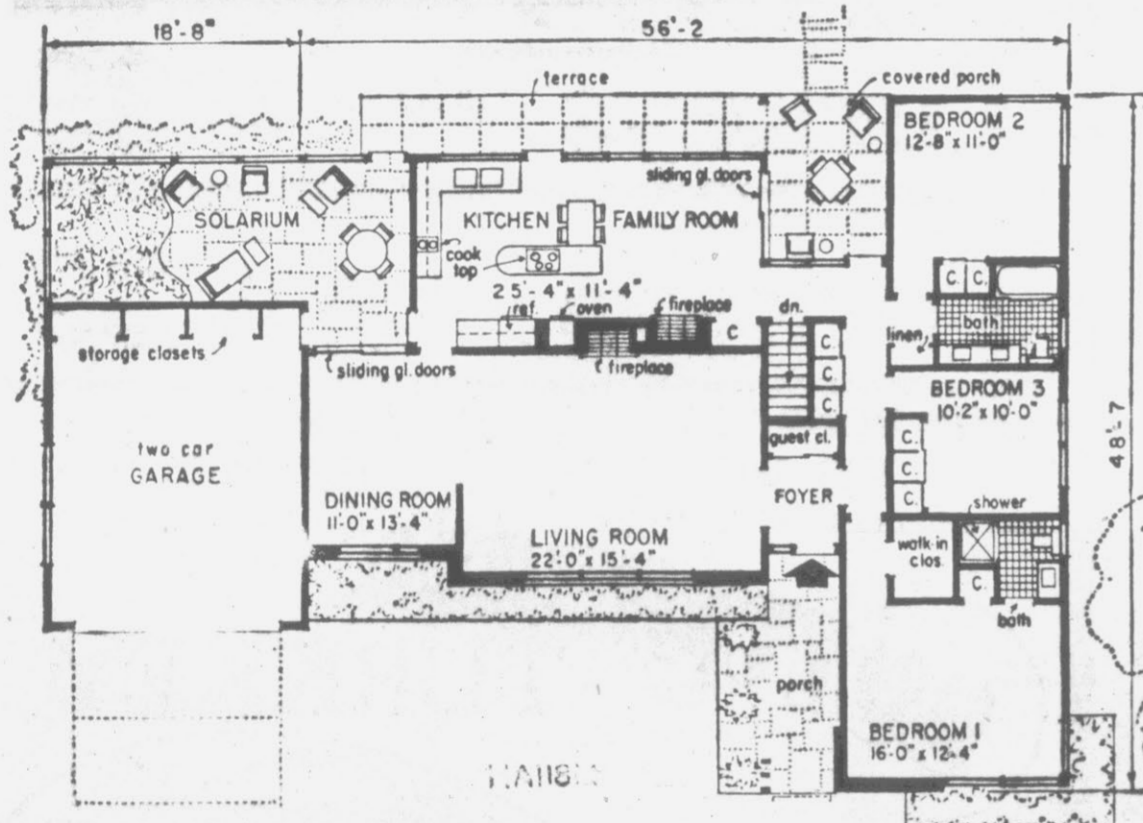 18'-8"
56'-2
terrace
covered porch
BEDROOM 2
12'-8" x 11'-0"
sliding gl. doors
SOLARIUM
KITCHEN
FAMILY ROOM
cook
top
25'-4" x 11'-4"
ref.
oven
fireplace
dn.
C.
C.
bath
linen
storage closets
sliding gl. doors
fireplace
C
C.
C.
C.
BEDROOM 3
10'-2" x 10'-0"
48'-7
two car
GARAGE
guest cl.
C.
C.
C.
DINING ROOM
11'-0" x 13'-4"
FOYER
shower
LIVING ROOM
22'-0" x 15'-4"
walk-in
clos.
C.
bath
porch
BEDROOM 1
16'-0" x 12'-4"